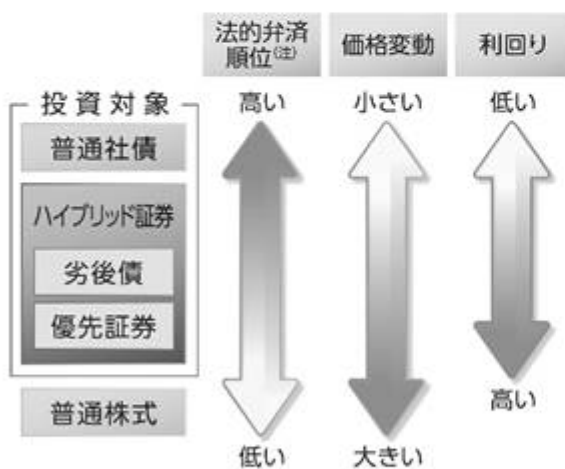 法的弁済
順位(注)
価格変動
利回り
投資対象
高い
小さい
低い
普通社債
ハイブリッド証券
劣後債
優先証券
普通株式
高い
低い
大きい